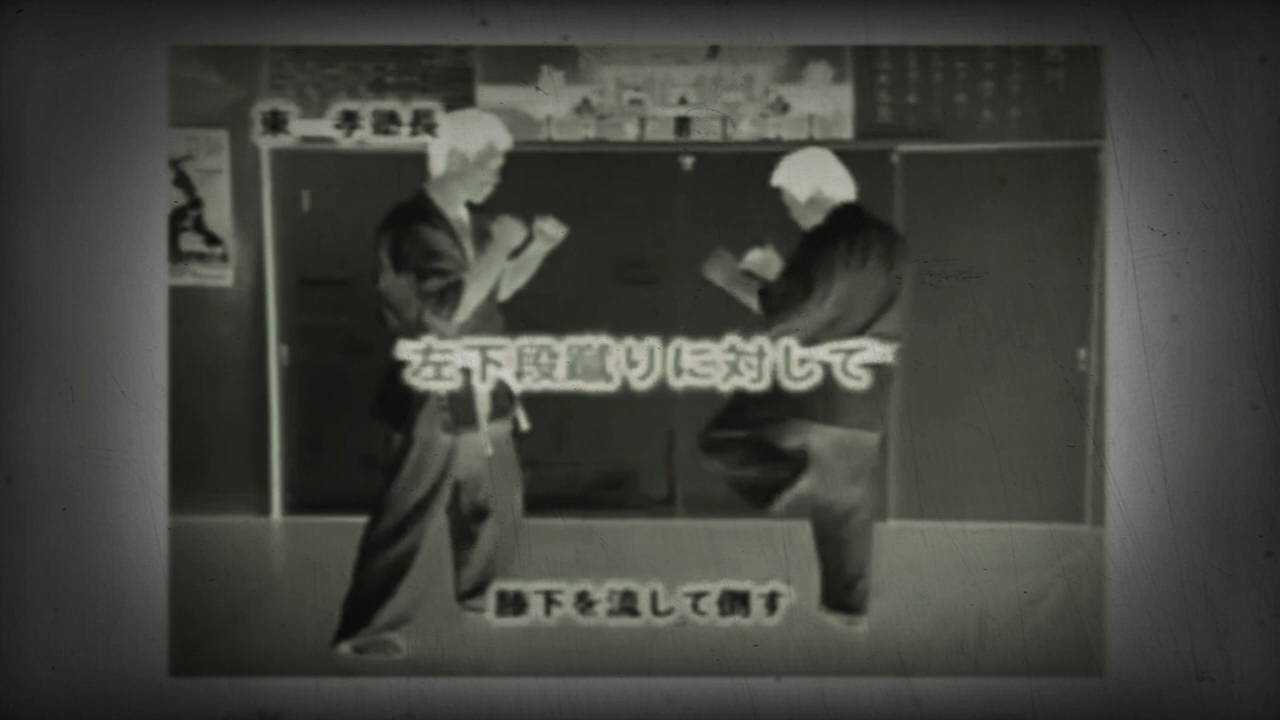 東 孝塾長
左下段蹴りに対して
膝下を流して倒す